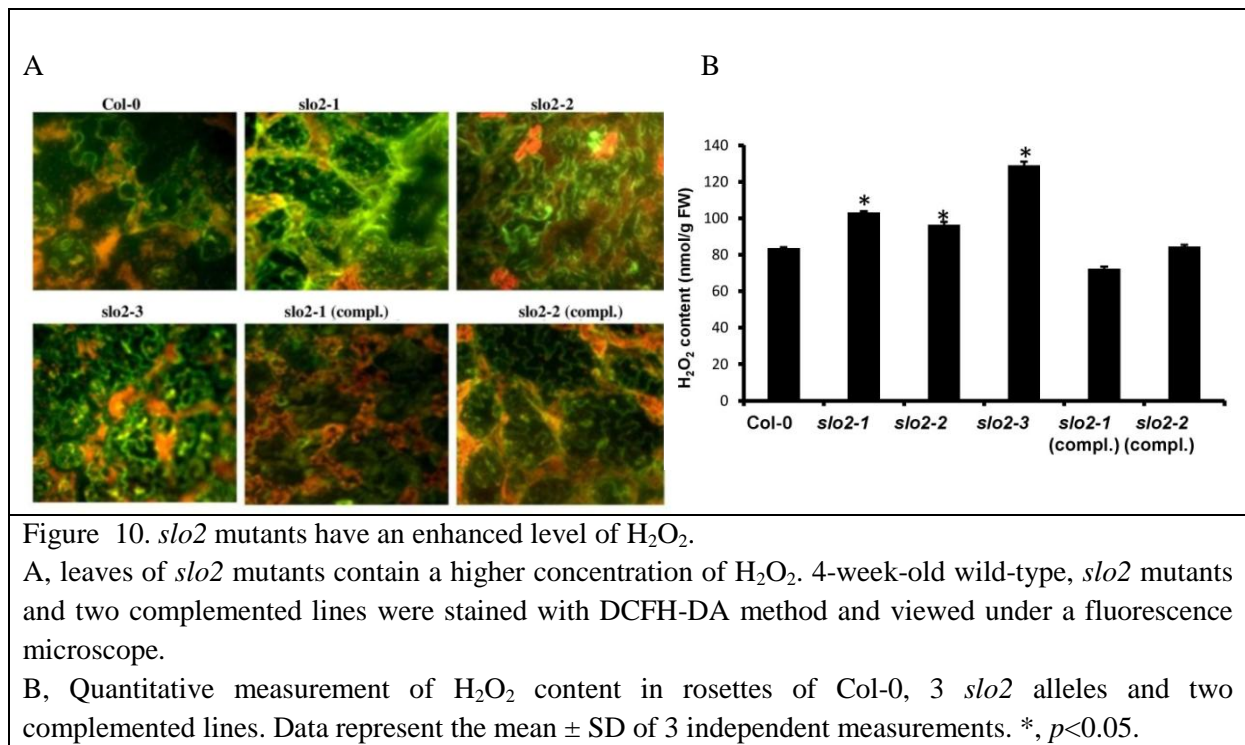 A
B
Col-0
slo2-1
slo2-2
slo2-3
slo2-1 (compl.)
slo2-2 (compl.)
H₂O₂ content (nmol/g FW)
140
120
100
80
60
40
20
0
*
*
*
Col-0
slo2-1
slo2-2
slo2-3
slo2-1 (compl.)
slo2-2 (compl.)
Figure 10. slo2 mutants have an enhanced level of H₂O₂.
A, leaves of slo2 mutants contain a higher concentration of H₂O₂. 4-week-old wild-type, slo2 mutants
and two complemented lines were stained with DCFH-DA method and viewed under a fluorescence
microscope.
B, Quantitative measurement of H₂O₂ content in rosettes of Col-0, 3 slo2 alleles and two
complemented lines. Data represent the mean ± SD of 3 independent measurements. *, p<0.05.